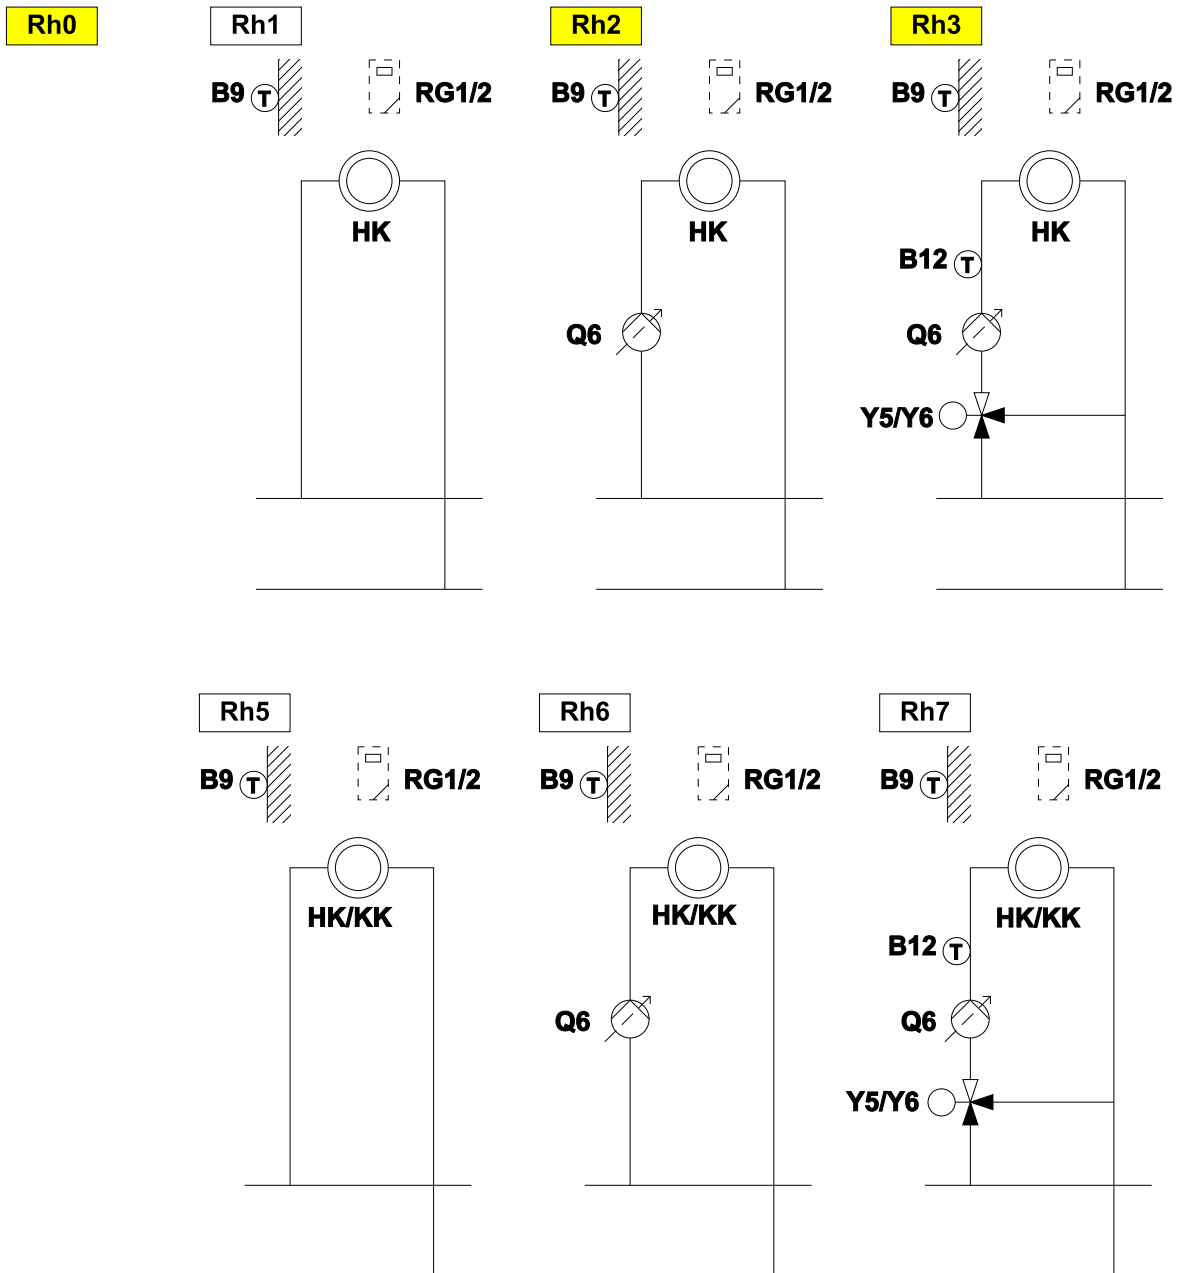 Rh0 Rh1 Rh2 Rh3
B9 T RG1/2 B9 T RG1/2 B9 T RG1/2
HK HK HK
B12 T
Q6 Q6
Y5/Y6
Rh5 Rh6 Rh7
B9 T RG1/2 B9 T RG1/2 B9 T RG1/2
HK/KK HK/KK HK/KK
B12 T
Q6 Q6
Y5/Y6